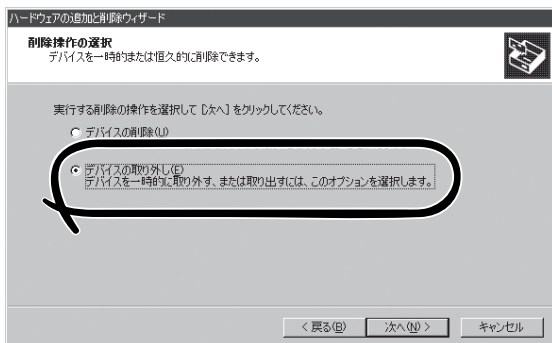 ハードウェアの追加と削除ウィザード
削除操作の選択
デバイスを一時的または恒久的に削除できます。
実行する削除の操作を選択して [次へ] をクリックしてください。
デバイスの削除(U)
デバイスの取り外し(E)
デバイスを一時的に取り外す、または取り出すには、このオプションを選択します。
< 戻る(B)
次へ(N) >
キャンセル